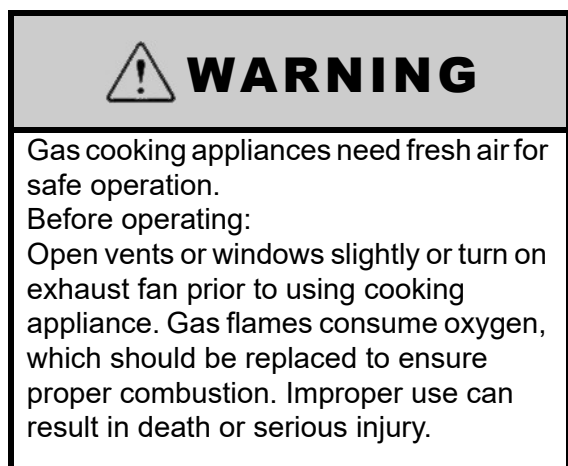 WARNING
Gas cooking appliances need fresh air for
safe operation.
Before operating:
Open vents or windows slightly or turn on
exhaust fan prior to using cooking
appliance. Gas flames consume oxygen,
which should be replaced to ensure
proper combustion. Improper use can
result in death or serious injury.